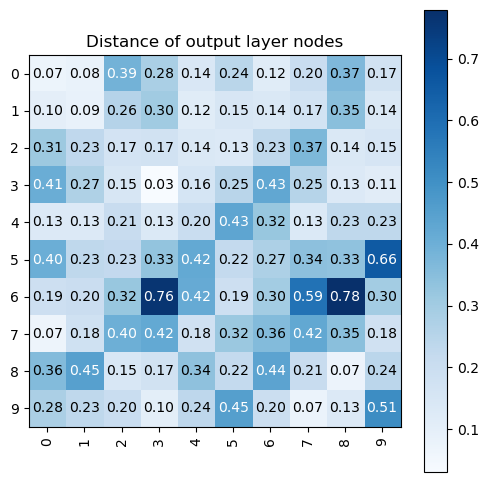 Distance of output layer nodes
0 0.07 0.08 0.39 0.28 0.14 0.24 0.12 0.20 0.37 0.17
1 0.10 0.09 0.26 0.30 0.12 0.15 0.14 0.17 0.35 0.14
2 0.31 0.23 0.17 0.17 0.14 0.13 0.23 0.37 0.14 0.15
3 0.41 0.27 0.15 0.03 0.16 0.25 0.43 0.25 0.13 0.11
4 0.13 0.13 0.21 0.13 0.20 0.43 0.32 0.13 0.23 0.23
5 0.40 0.23 0.23 0.33 0.42 0.22 0.27 0.34 0.33 0.66
6 0.19 0.20 0.32 0.76 0.42 0.19 0.30 0.59 0.78 0.30
7 0.07 0.18 0.40 0.42 0.18 0.32 0.36 0.42 0.35 0.18
8 0.36 0.45 0.15 0.17 0.34 0.22 0.44 0.21 0.07 0.24
9 0.28 0.23 0.20 0.10 0.24 0.45 0.20 0.07 0.13 0.51
0 1 2 3 4 5 6 7 8 9
0.7
0.6
0.5
0.4
0.3
0.2
0.1